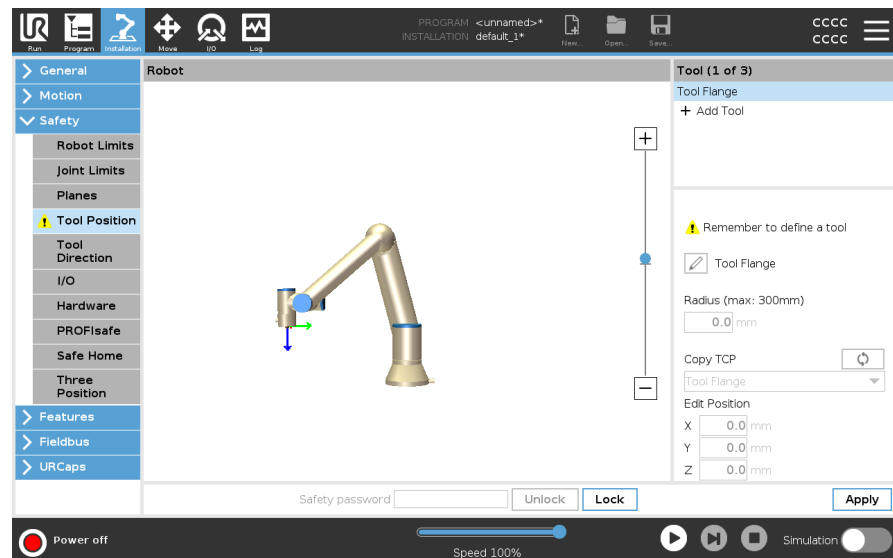 PROGRAM <unnamed>*
INSTALLATION default_1*
Run
Program
Installation
Move
I/O
Log
New...
Open...
Save...
CCCC
CCCC
General
Motion
Safety
Robot Limits
Joint Limits
Planes
Tool Position
Tool
Direction
I/O
Hardware
PROFIsafe
Safe Home
Three
Position
Features
Fieldbus
URCaps
Robot
Tool (1 of 3)
Tool Flange
+ Add Tool
Remember to define a tool
Tool Flange
Radius (max: 300mm)
0.0 mm
Copy TCP
Tool Flange
Edit Position
X 0.0 mm
Y 0.0 mm
Z 0.0 mm
Safety password Unlock Lock Apply
Power off
Speed 100%
Simulation